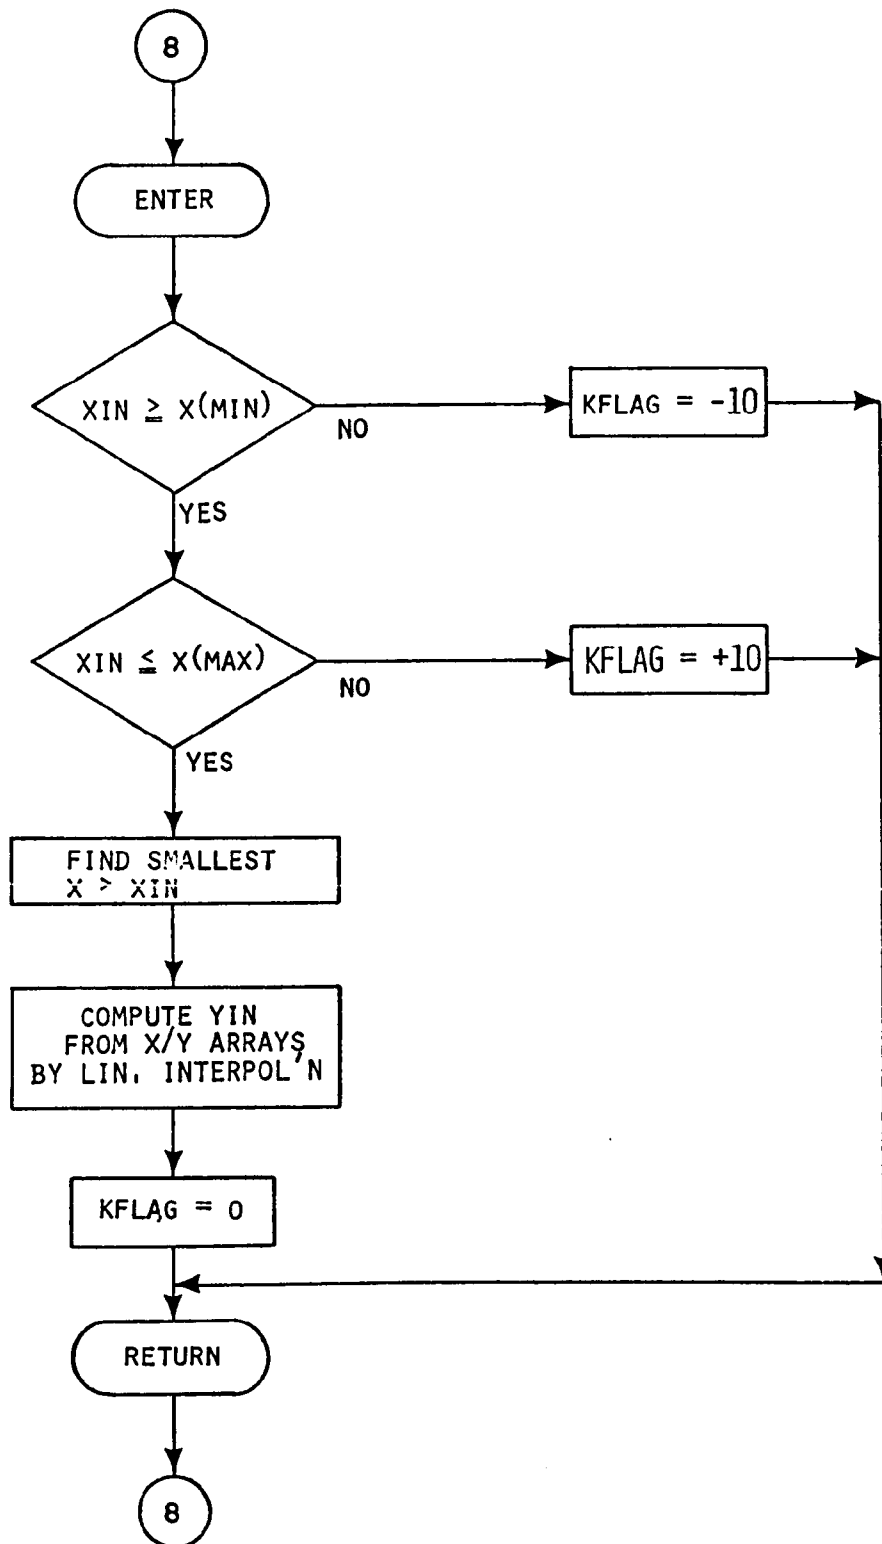 8
ENTER
XIN ≥ X(MIN)
NO
KFLAG = -10
YES
XIN ≤ X(MAX)
NO
KFLAG = +10
YES
FIND SMALLEST
X > XIN
COMPUTE YIN
FROM X/Y ARRAYS,
BY LIN. INTERPOL'N
KFLAG = 0
RETURN
8